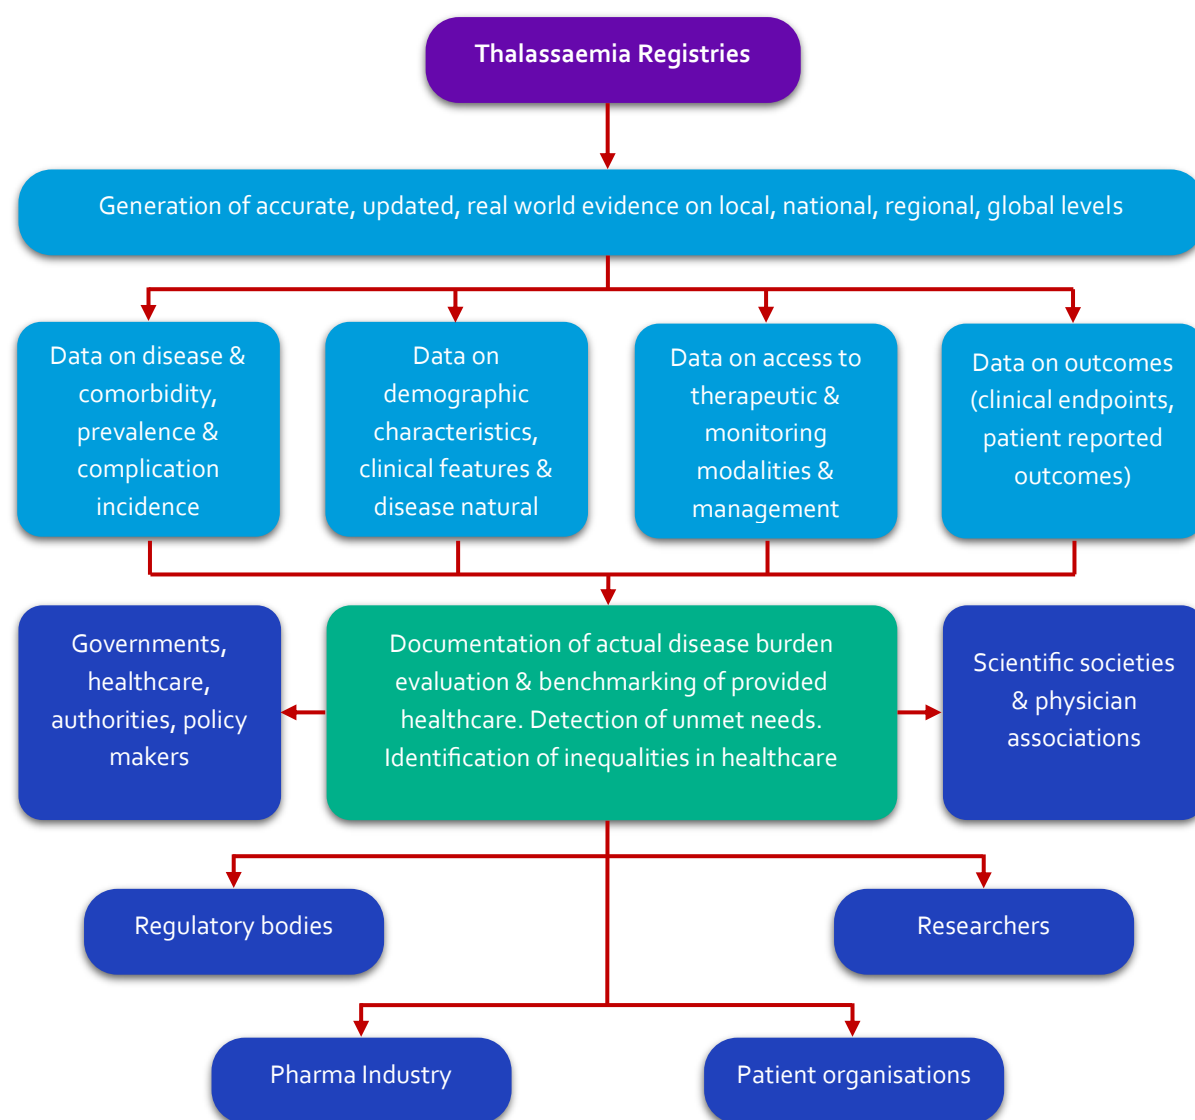 Thalassaemia Registries
Generation of accurate, updated, real world evidence on local, national, regional, global levels
Data on disease &
comorbidity,
prevalence &
complication
incidence
Data on
demographic
characteristics,
clinical features &
disease natural
Data on access to
therapeutic &
monitoring
modalities &
management
Data on outcomes
(clinical endpoints,
patient reported
outcomes)
Governments,
healthcare,
authorities, policy
makers
Documentation of actual disease burden
evaluation & benchmarking of provided
healthcare. Detection of unmet needs.
Identification of inequalities in healthcare
Scientific societies
& physician
associations
Regulatory bodies
Researchers
Pharma Industry
Patient organisations